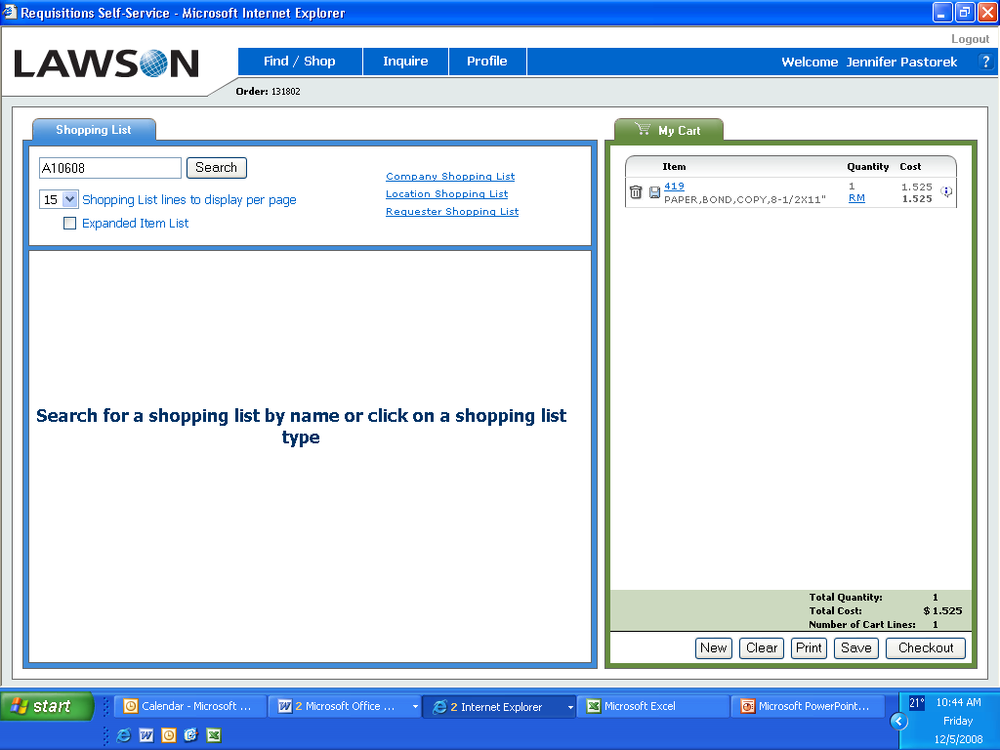 Requisitions Self-Service - Microsoft Internet Explorer
Logout
LAWSON
Find / Shop
Inquire
Profile
Welcome Jennifer Pastorek
?
Order: 131802
Shopping List
A10608
Search
15
Shopping List lines to display per page
Expanded Item List
Company Shopping List
Location Shopping List
Requester Shopping List
Search for a shopping list by name or click on a shopping list
type
My Cart
Item Quantity Cost
419 1 1.525
PAPER,BOND,COPY,8-1/2X11" RM 1.525
Total Quantity: 1
Total Cost: $ 1.525
Number of Cart Lines: 1
New Clear Print Save Checkout
start
Calendar - Microsoft ...
2 Microsoft Office ...
2 Internet Explorer
Microsoft Excel
Microsoft PowerPoint...
21°
10:44 AM
Friday
12/5/2008